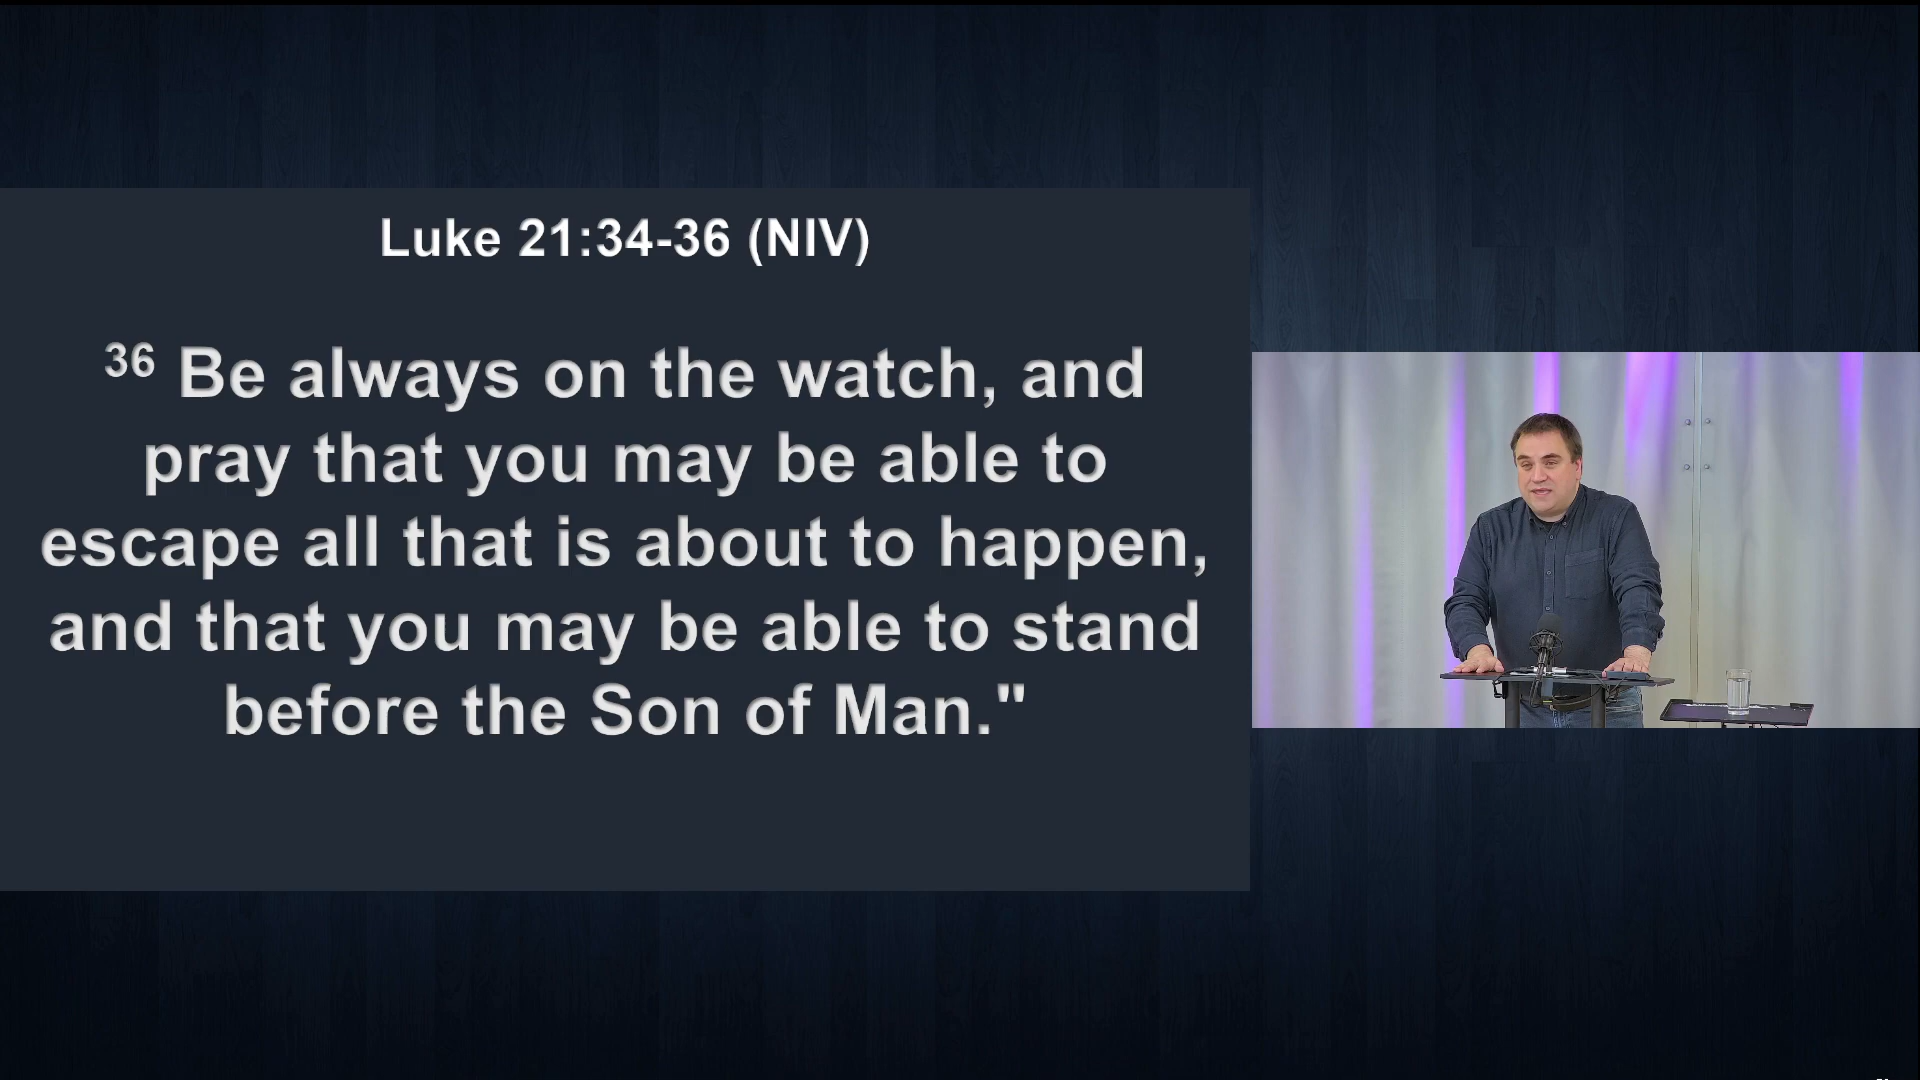 Luke 21:34-36 (NIV)
36 Be always on the watch, and
pray that you may be able to
escape all that is about to happen,
and that you may be able to stand
before the Son of Man."